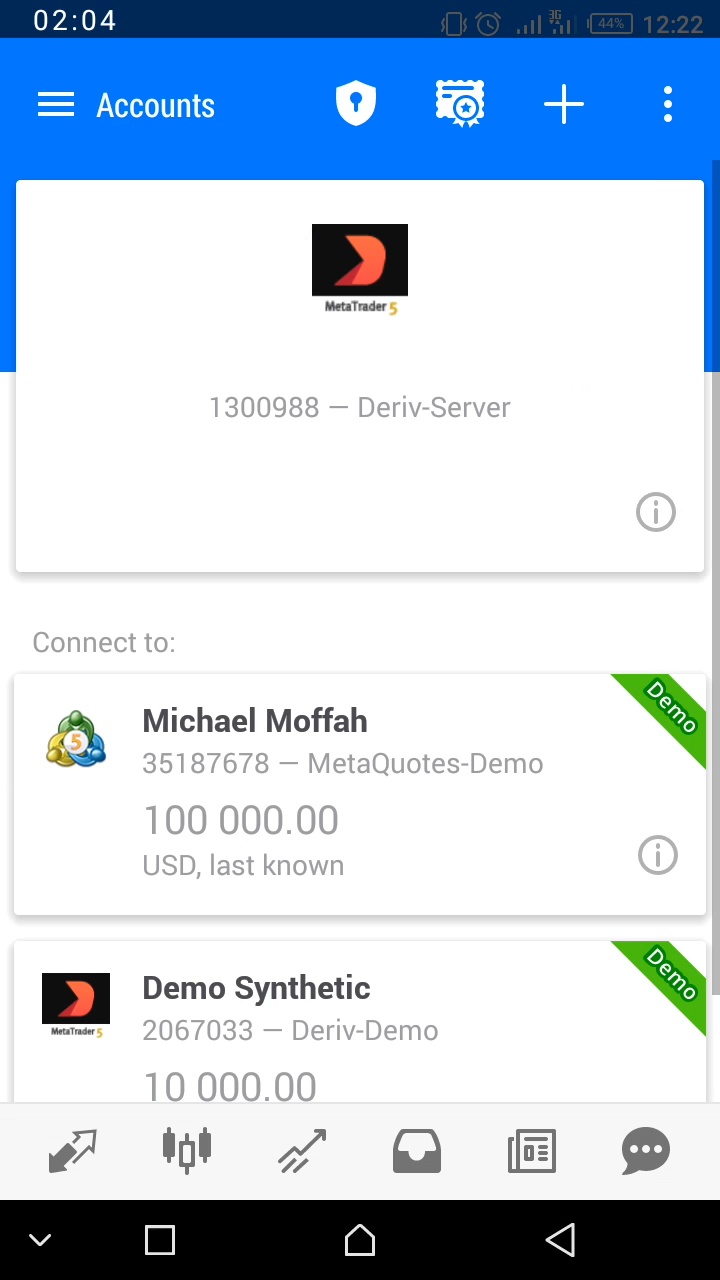 02:04
3G
44%
12:22
Accounts
MetaTrader 5
1300988 — Deriv-Server
Connect to:
Demo
Michael Moffah
5
35187678 — MetaQuotes-Demo
100 000.00
USD, last known
Demo
Demo Synthetic
MetaTrader 5
2067033 — Deriv-Demo
10 000.00